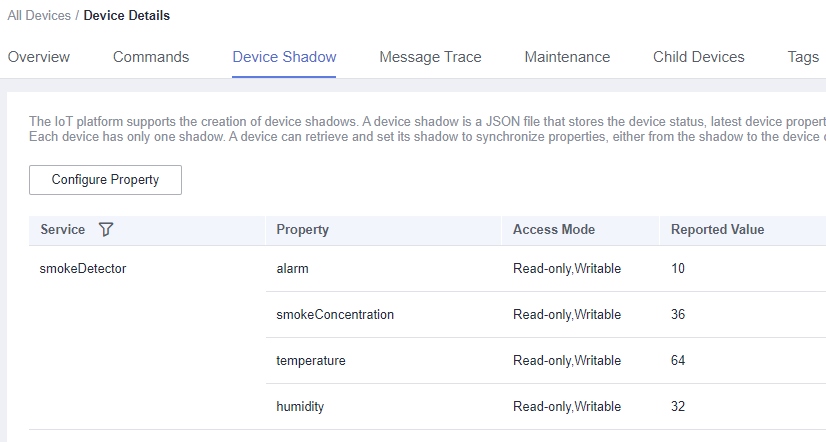 All Devices / Device Details
Overview Commands Device Shadow Message Trace Maintenance Child Devices Tags
The IoT platform supports the creation of device shadows. A device shadow is a JSON file that stores the device status, latest device propert
Each device has only one shadow. A device can retrieve and set its shadow to synchronize properties, either from the shadow to the device
Configure Property
Service Property Access Mode Reported Value
smokeDetector alarm Read-only,Writable 10
smokeConcentration Read-only,Writable 36
temperature Read-only,Writable 64
humidity Read-only,Writable 32